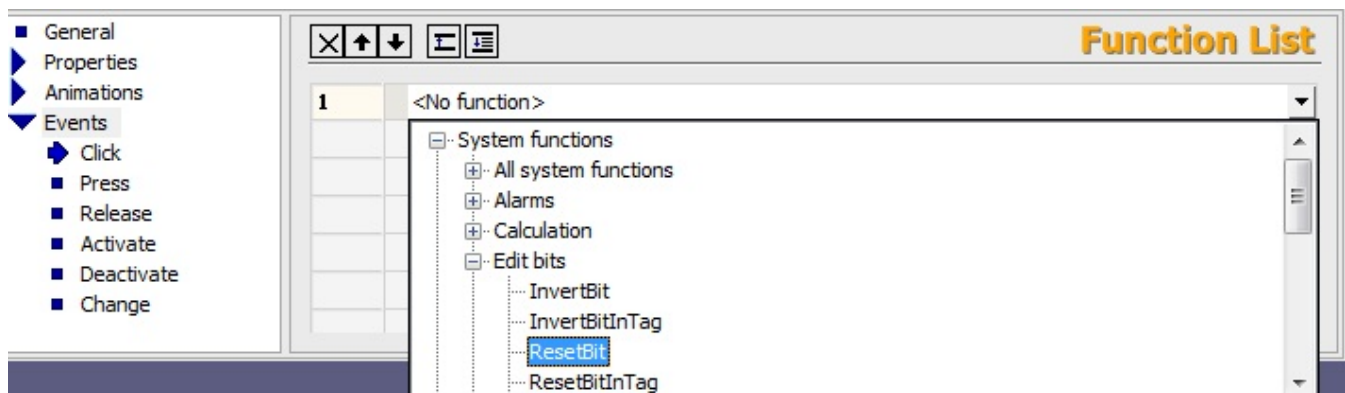 General
Properties
Animations
Events
Click
Press
Release
Activate
Deactivate
Change
Function List
1 <No function>
System functions
All system functions
Alarms
Calculation
Edit bits
InvertBit
InvertBitInTag
ResetBit
ResetBitInTag